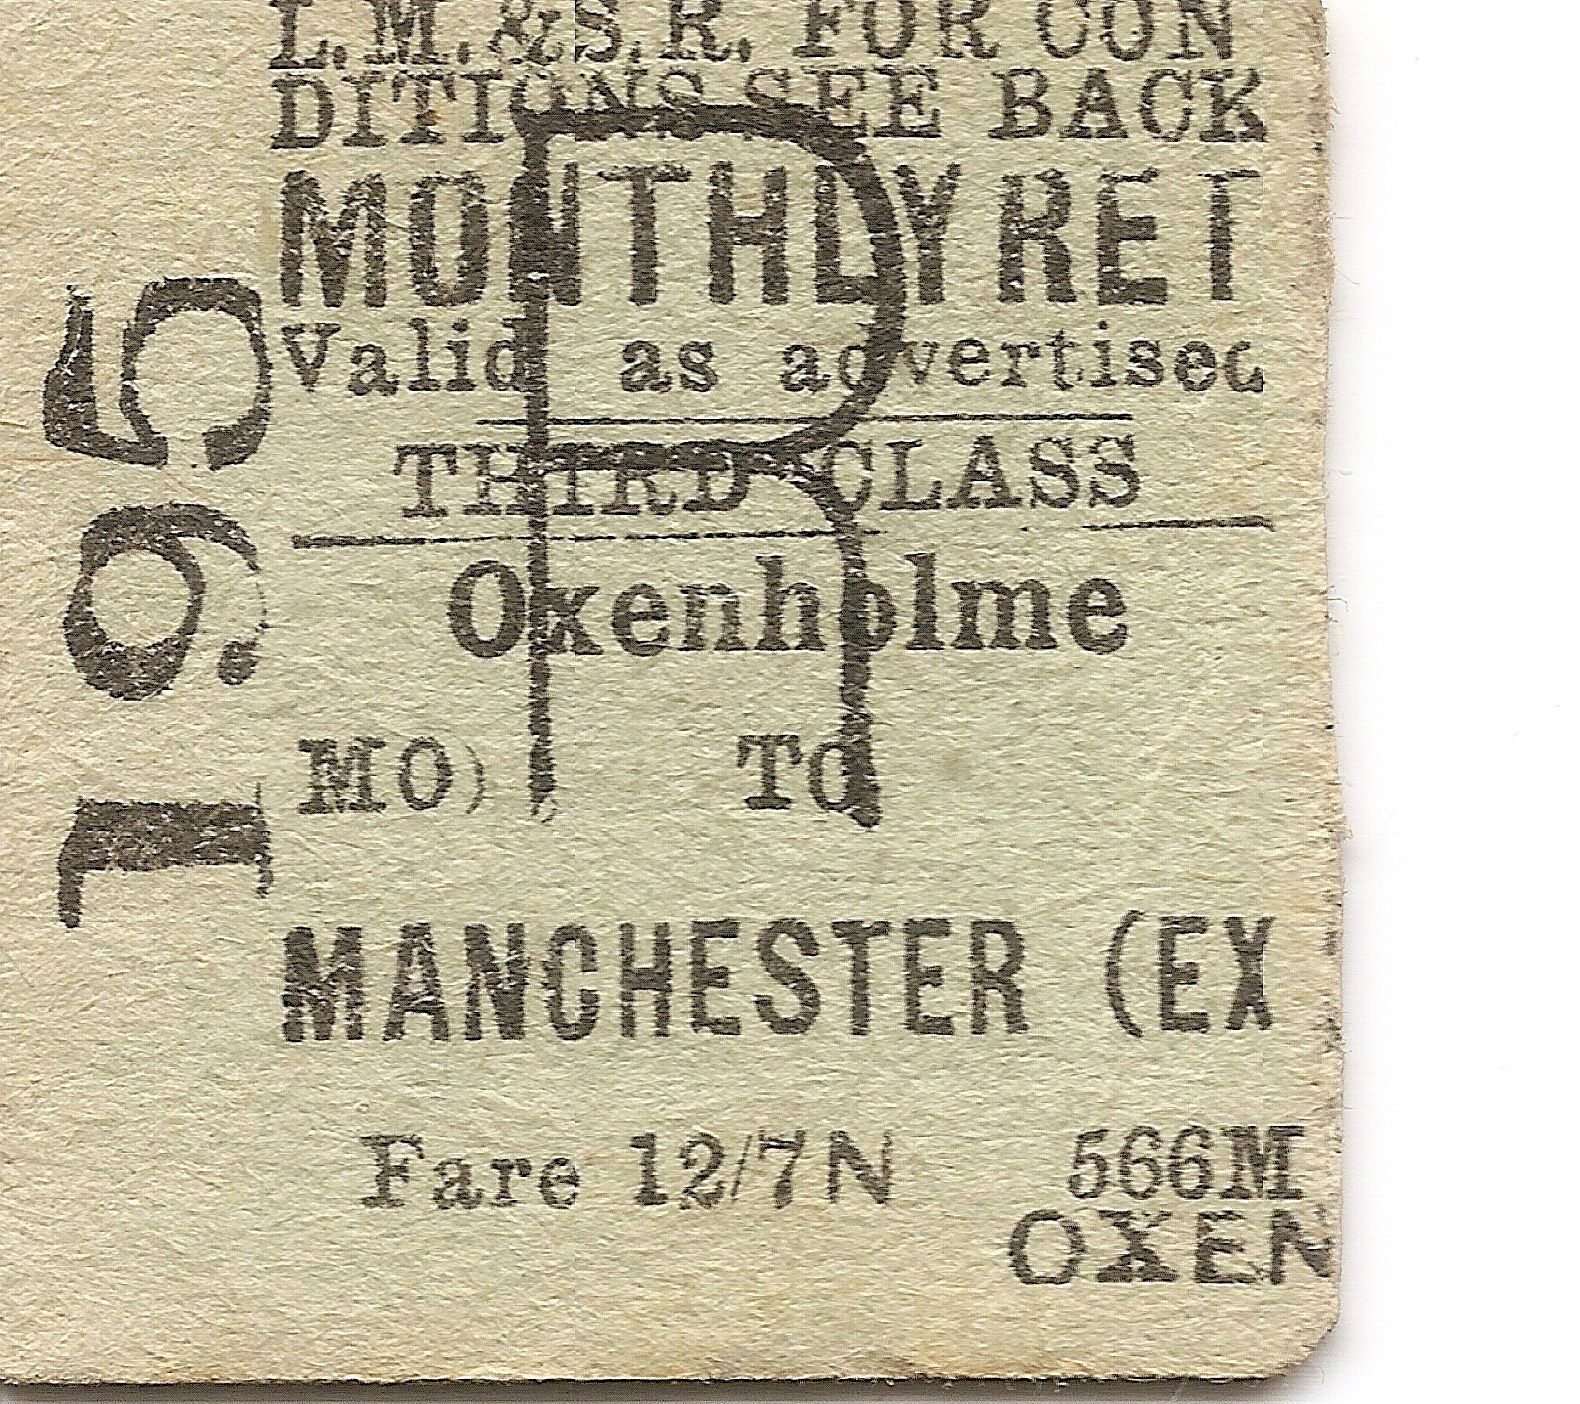 L.M.&S.R. FOR CON
DITIONS SEE BACK
MONTHLY RET
Valid as advertised
THIRD CLASS
Oxenholme
MO) TO
MANCHESTER (EX
Fare 12/7N 566M
OXEN
195
R